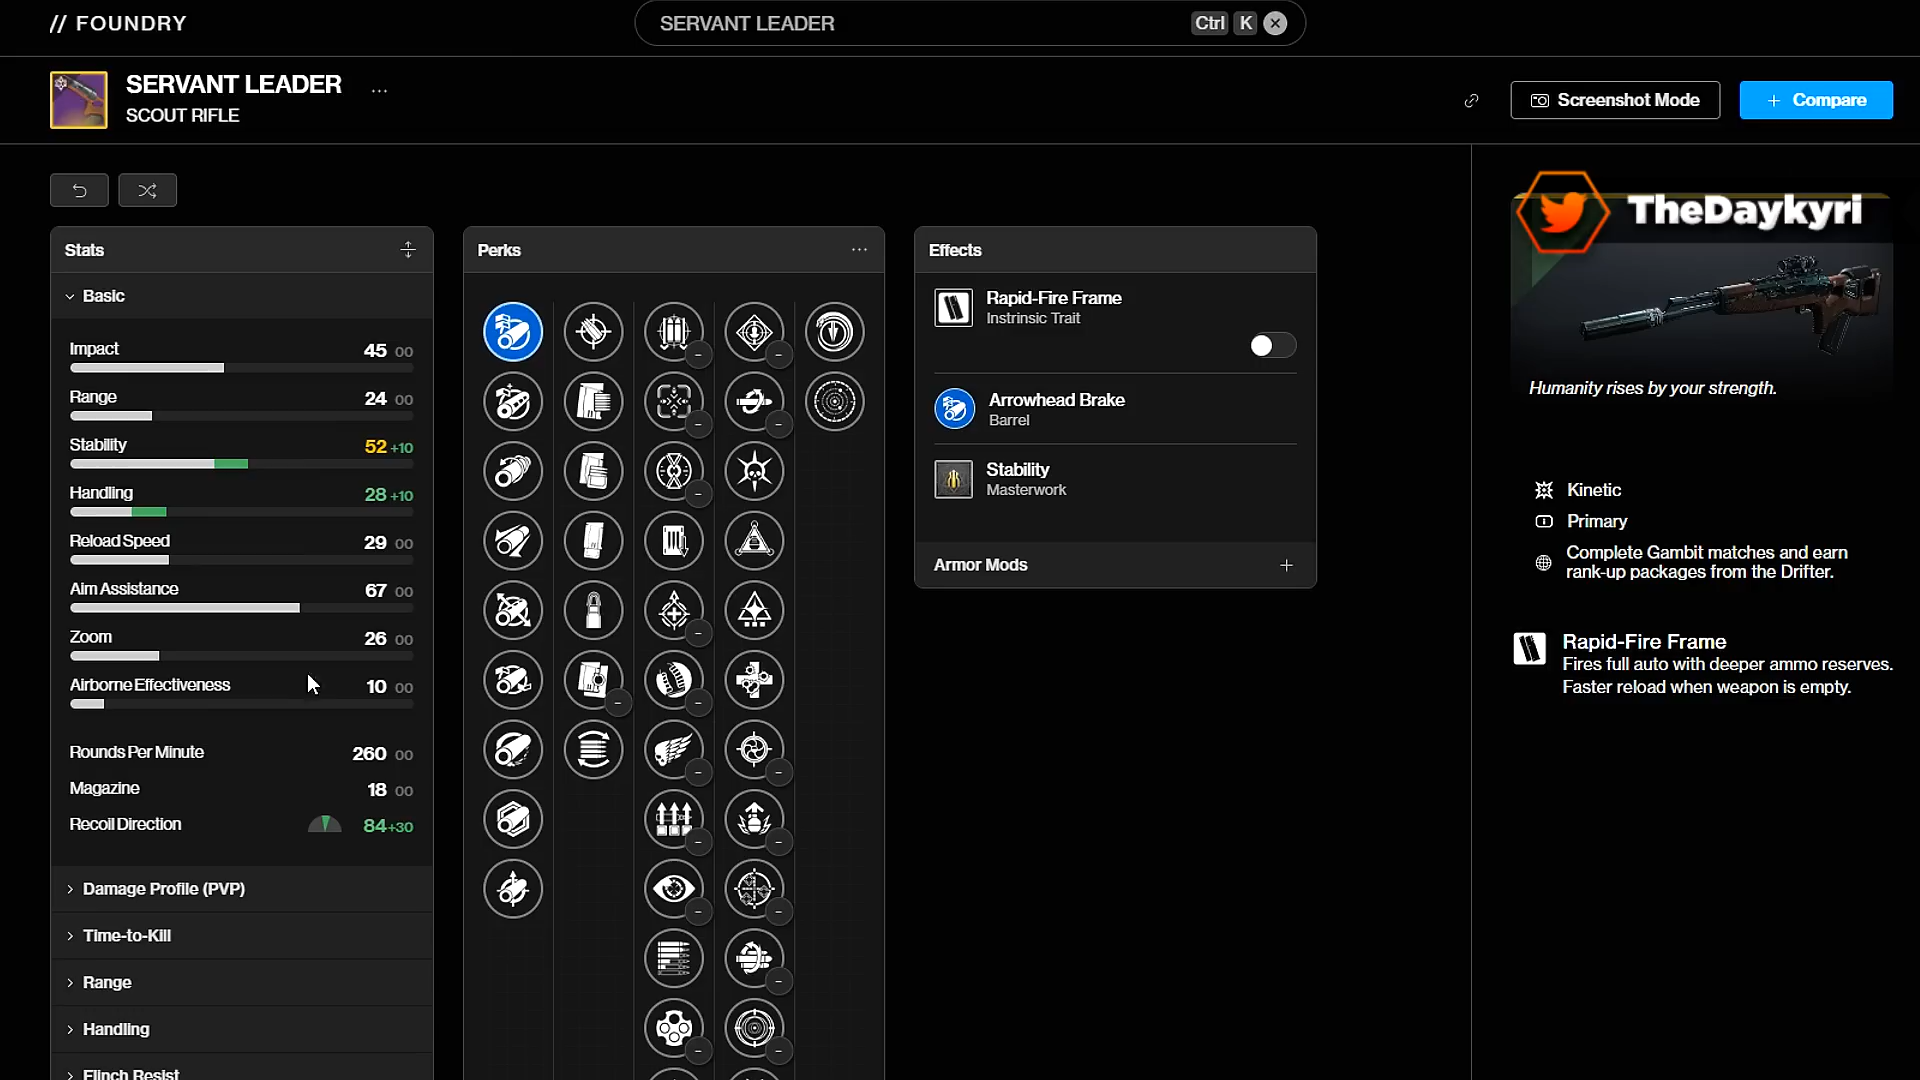 // FOUNDRY
SERVANT LEADER
Ctrl K
SERVANT LEADER
...
SCOUT RIFLE
Screenshot Mode
+ Compare
Stats
Basic
Impact 45 00
Range 24 00
Stability 52 +10
Handling 28 +10
Reload Speed 29 00
Aim Assistance 67 00
Zoom 26 00
Airborne Effectiveness 10 00
Rounds Per Minute 260 00
Magazine 18 00
Recoil Direction 84 +30
Damage Profile (PVP)
Time-to-Kill
Range
Handling
Flinch Resist
Perks
...
Effects
Rapid-Fire Frame
Instrinsic Trait
Arrowhead Brake
Barrel
Stability
Masterwork
Armor Mods +
TheDaykyri
Humanity rises by your strength.
Kinetic
Primary
Complete Gambit matches and earn
rank-up packages from the Drifter.
Rapid-Fire Frame
Fires full auto with deeper ammo reserves.
Faster reload when weapon is empty.